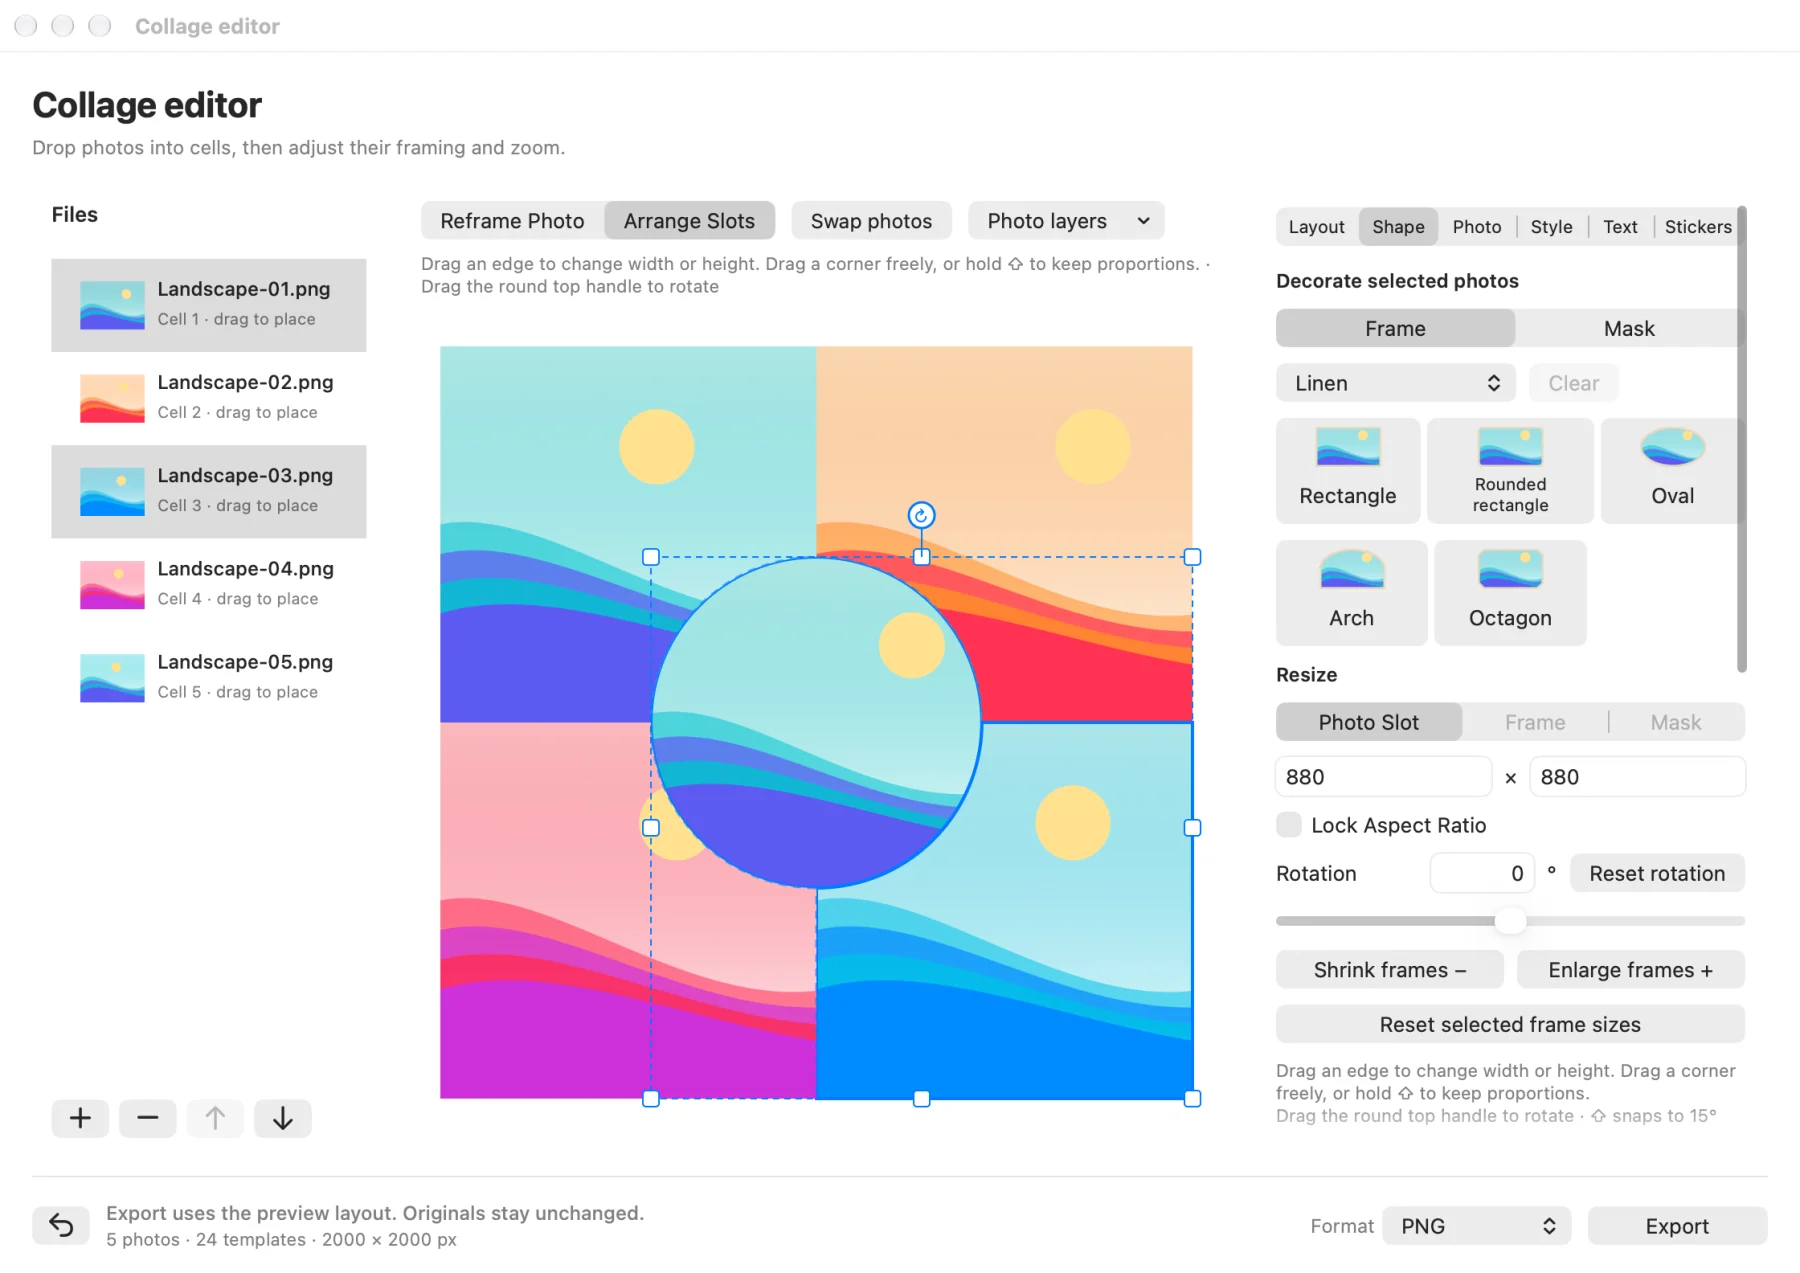 Collage editor
Collage editor
Drop photos into cells, then adjust their framing and zoom.
Files
Landscape-01.png
Cell 1 · drag to place
Landscape-02.png
Cell 2 · drag to place
Landscape-03.png
Cell 3 · drag to place
Landscape-04.png
Cell 4 · drag to place
Landscape-05.png
Cell 5 · drag to place
Reframe Photo
Arrange Slots
Swap photos
Photo layers
Drag an edge to change width or height. Drag a corner freely, or hold ⇧ to keep proportions. ·
Drag the round top handle to rotate
Layout
Shape
Photo
Style
Text
Stickers
Decorate selected photos
Frame
Mask
Linen
Clear
Rectangle
Rounded
rectangle
Oval
Arch
Octagon
Resize
Photo Slot
Frame
Mask
880 × 880
Lock Aspect Ratio
Rotation
0 °
Reset rotation
Shrink frames –
Enlarge frames +
Reset selected frame sizes
Drag an edge to change width or height. Drag a corner
freely, or hold ⇧ to keep proportions.
Drag the round top handle to rotate · ⇧ snaps to 15°
Export uses the preview layout. Originals stay unchanged.
5 photos · 24 templates · 2000 × 2000 px
Format
PNG
Export